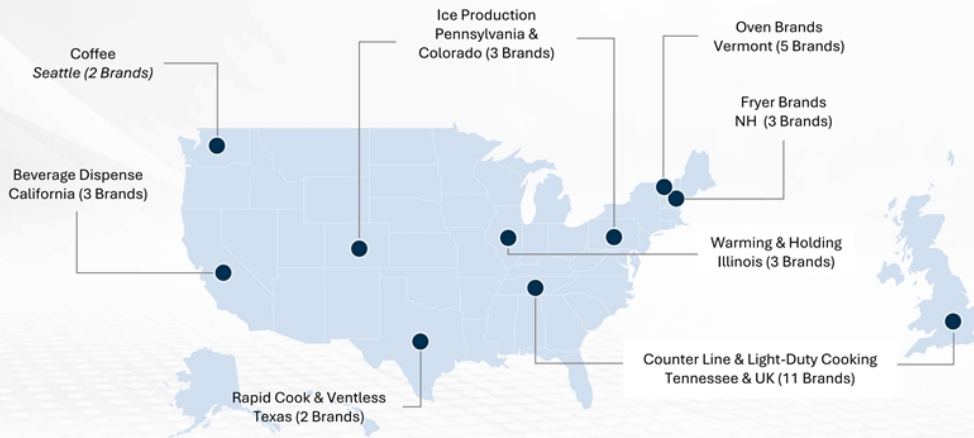 Ice Production
Pennsylvania &
Colorado (3 Brands)
Oven Brands
Vermont (5 Brands)
Coffee
Seattle (2 Brands)
Fryer Brands
NH (3 Brands)
Beverage Dispense
California (3 Brands)
Warming & Holding
Illinois (3 Brands)
Counter Line & Light-Duty Cooking
Tennessee & UK (11 Brands)
Rapid Cook & Ventless
Texas (2 Brands)